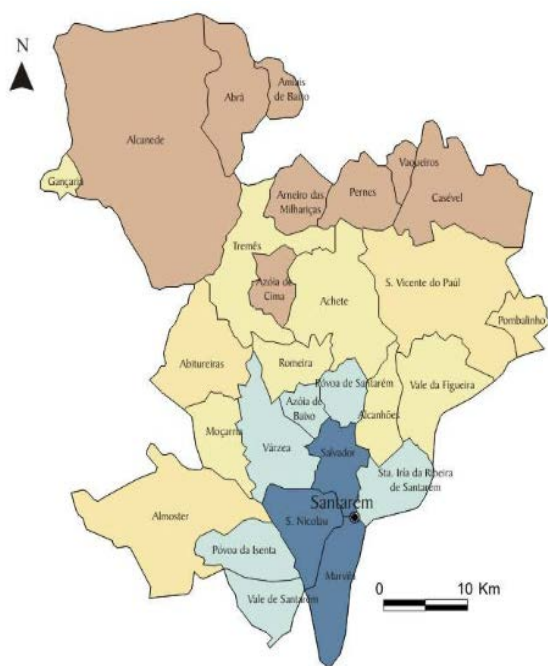 N
Abrã
Amiais
de Baixo
Alcanede
Vaqueiros
Gançaria
Arneiro das
Milhariças
Pernes
Casével
Tremês
Azóia de
Cima
Achete
S. Vicente do Paúl
Pombalinho
Abitureiras
Romeira
Póvoa de Santarém
Vale da Figueira
Azóia de
Baixo
Alcanhões
Moçarria
Várzea
Salvador
Sta. Iria da Ribeira
de Santarém
Santarém
Almoster
S. Nicolau
Póvoa da Isenta
Marvila
Vale de Santarém
0 10 Km